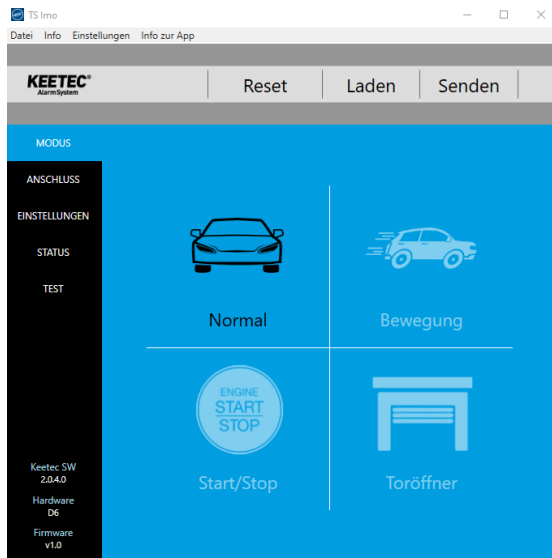 TS Imo
Datei Info Einstellungen Info zur App
KEETEC®
Alarm System
Reset Laden Senden
MODUS
ANSCHLUSS
EINSTELLUNGEN
STATUS
TEST
Normal
Bewegung
ENGINE
START
STOP
Start/Stop
Toröffner
Keetec SW
2.0.4.0
Hardware
D6
Firmware
v1.0